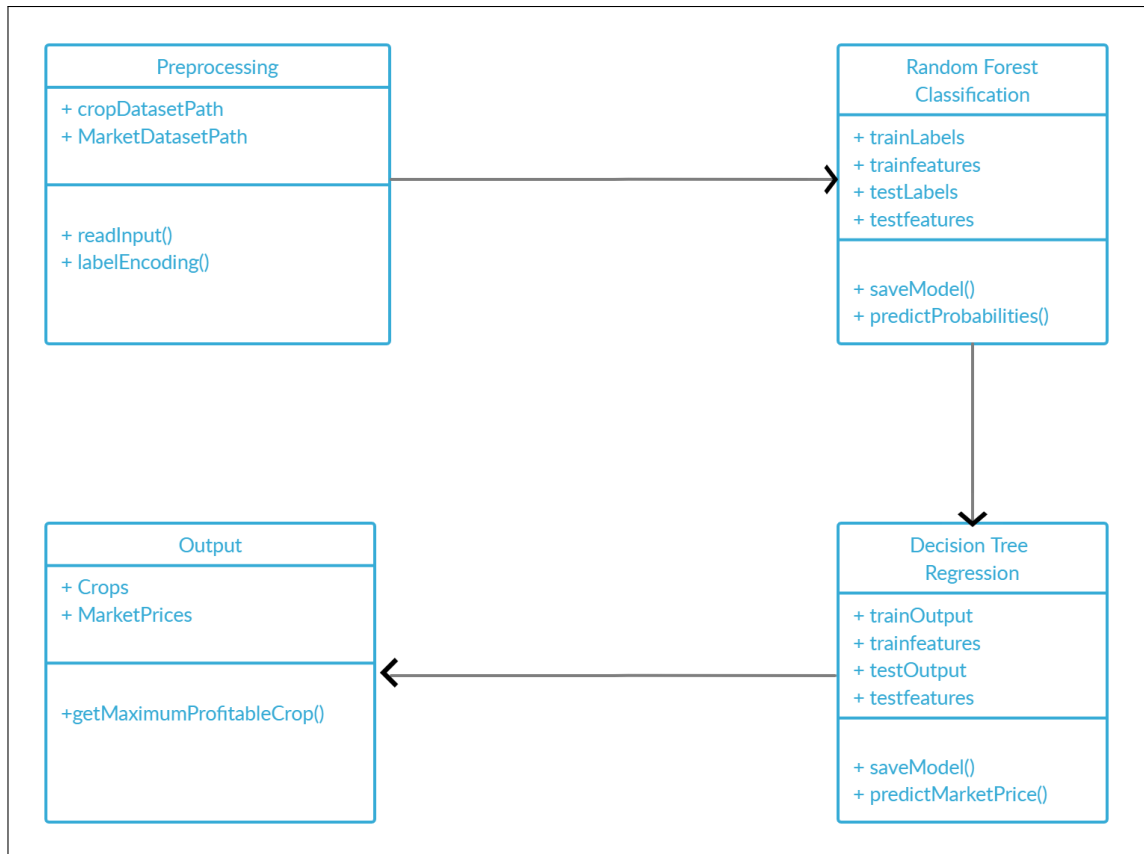 Preprocessing
+ cropDatasetPath
+ MarketDatasetPath
+ readInput()
+ labelEncoding()
Random Forest
Classification
+ trainLabels
+ trainfeatures
+ testLabels
+ testfeatures
+ saveModel()
+ predictProbabilities()
Output
+ Crops
+ MarketPrices
+getMaximumProfitableCrop()
Decision Tree
Regression
+ trainOutput
+ trainfeatures
+ testOutput
+ testfeatures
+ saveModel()
+ predictMarketPrice()